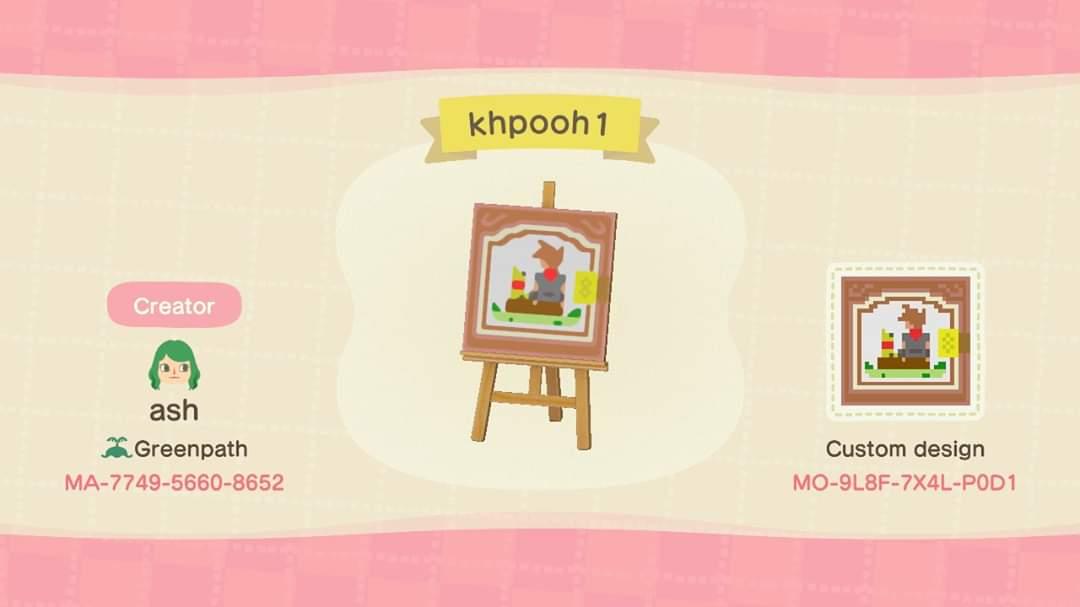 khpooh1
Creator
ash
Greenpath
MA-7749-5660-8652
Custom design
MO-9L8F-7X4L-P0D1